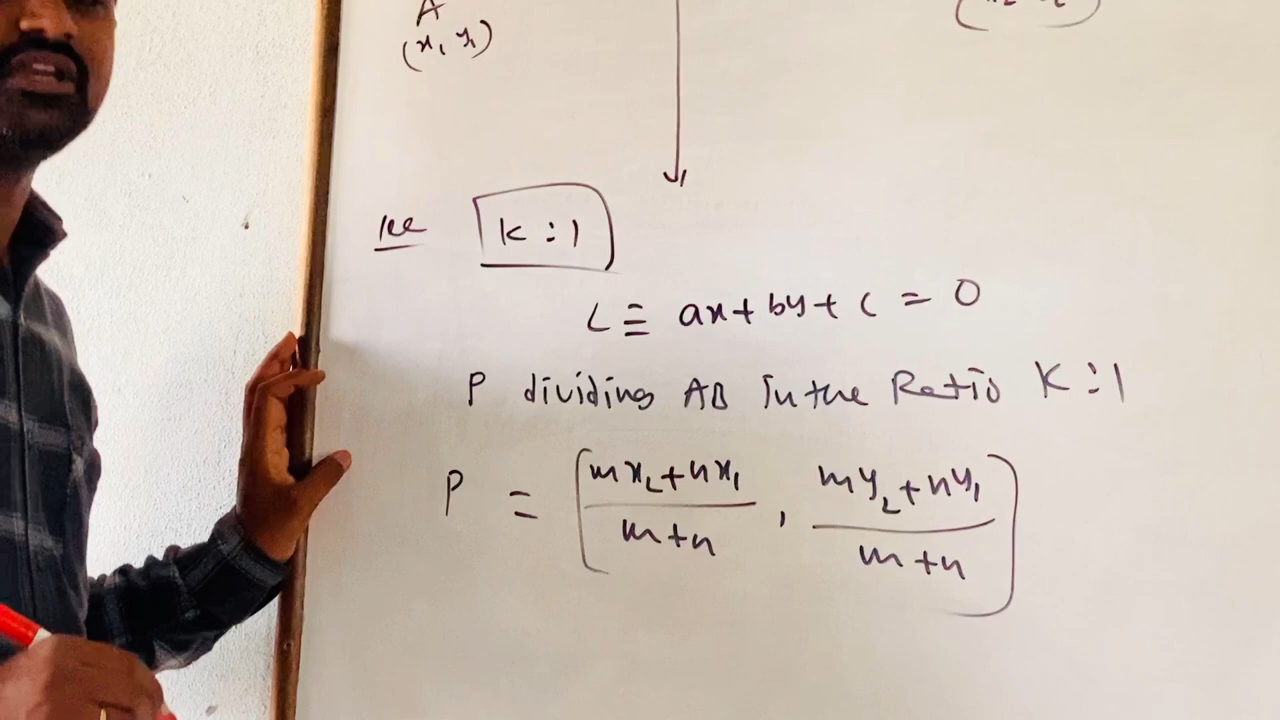 A
(x₁ y₁)
K : 1
L ≡ ax + by + c = 0
P dividing AB in the Ratio K : 1
P = [(mx₂ + nx₁)/(m + n) , (my₂ + ny₁)/(m + n)]